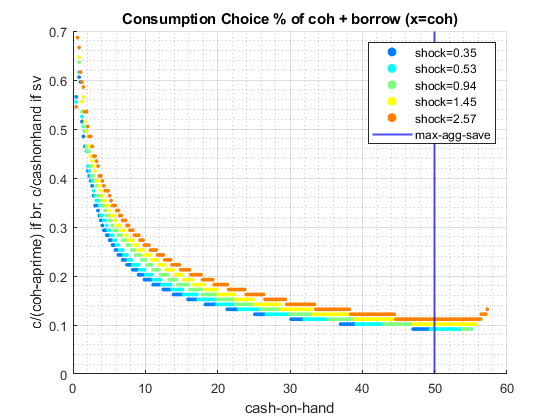 Consumption Choice % of coh + borrow (x=coh)
c/(coh-aprime) if br, c/cashonhand if sv
0.7
0.6
0.5
0.4
0.3
0.2
0.1
0
shock=0.35
shock=0.53
shock=0.94
shock=1.45
shock=2.57
max-agg-save
0 10 20 30 40 50 60
cash-on-hand